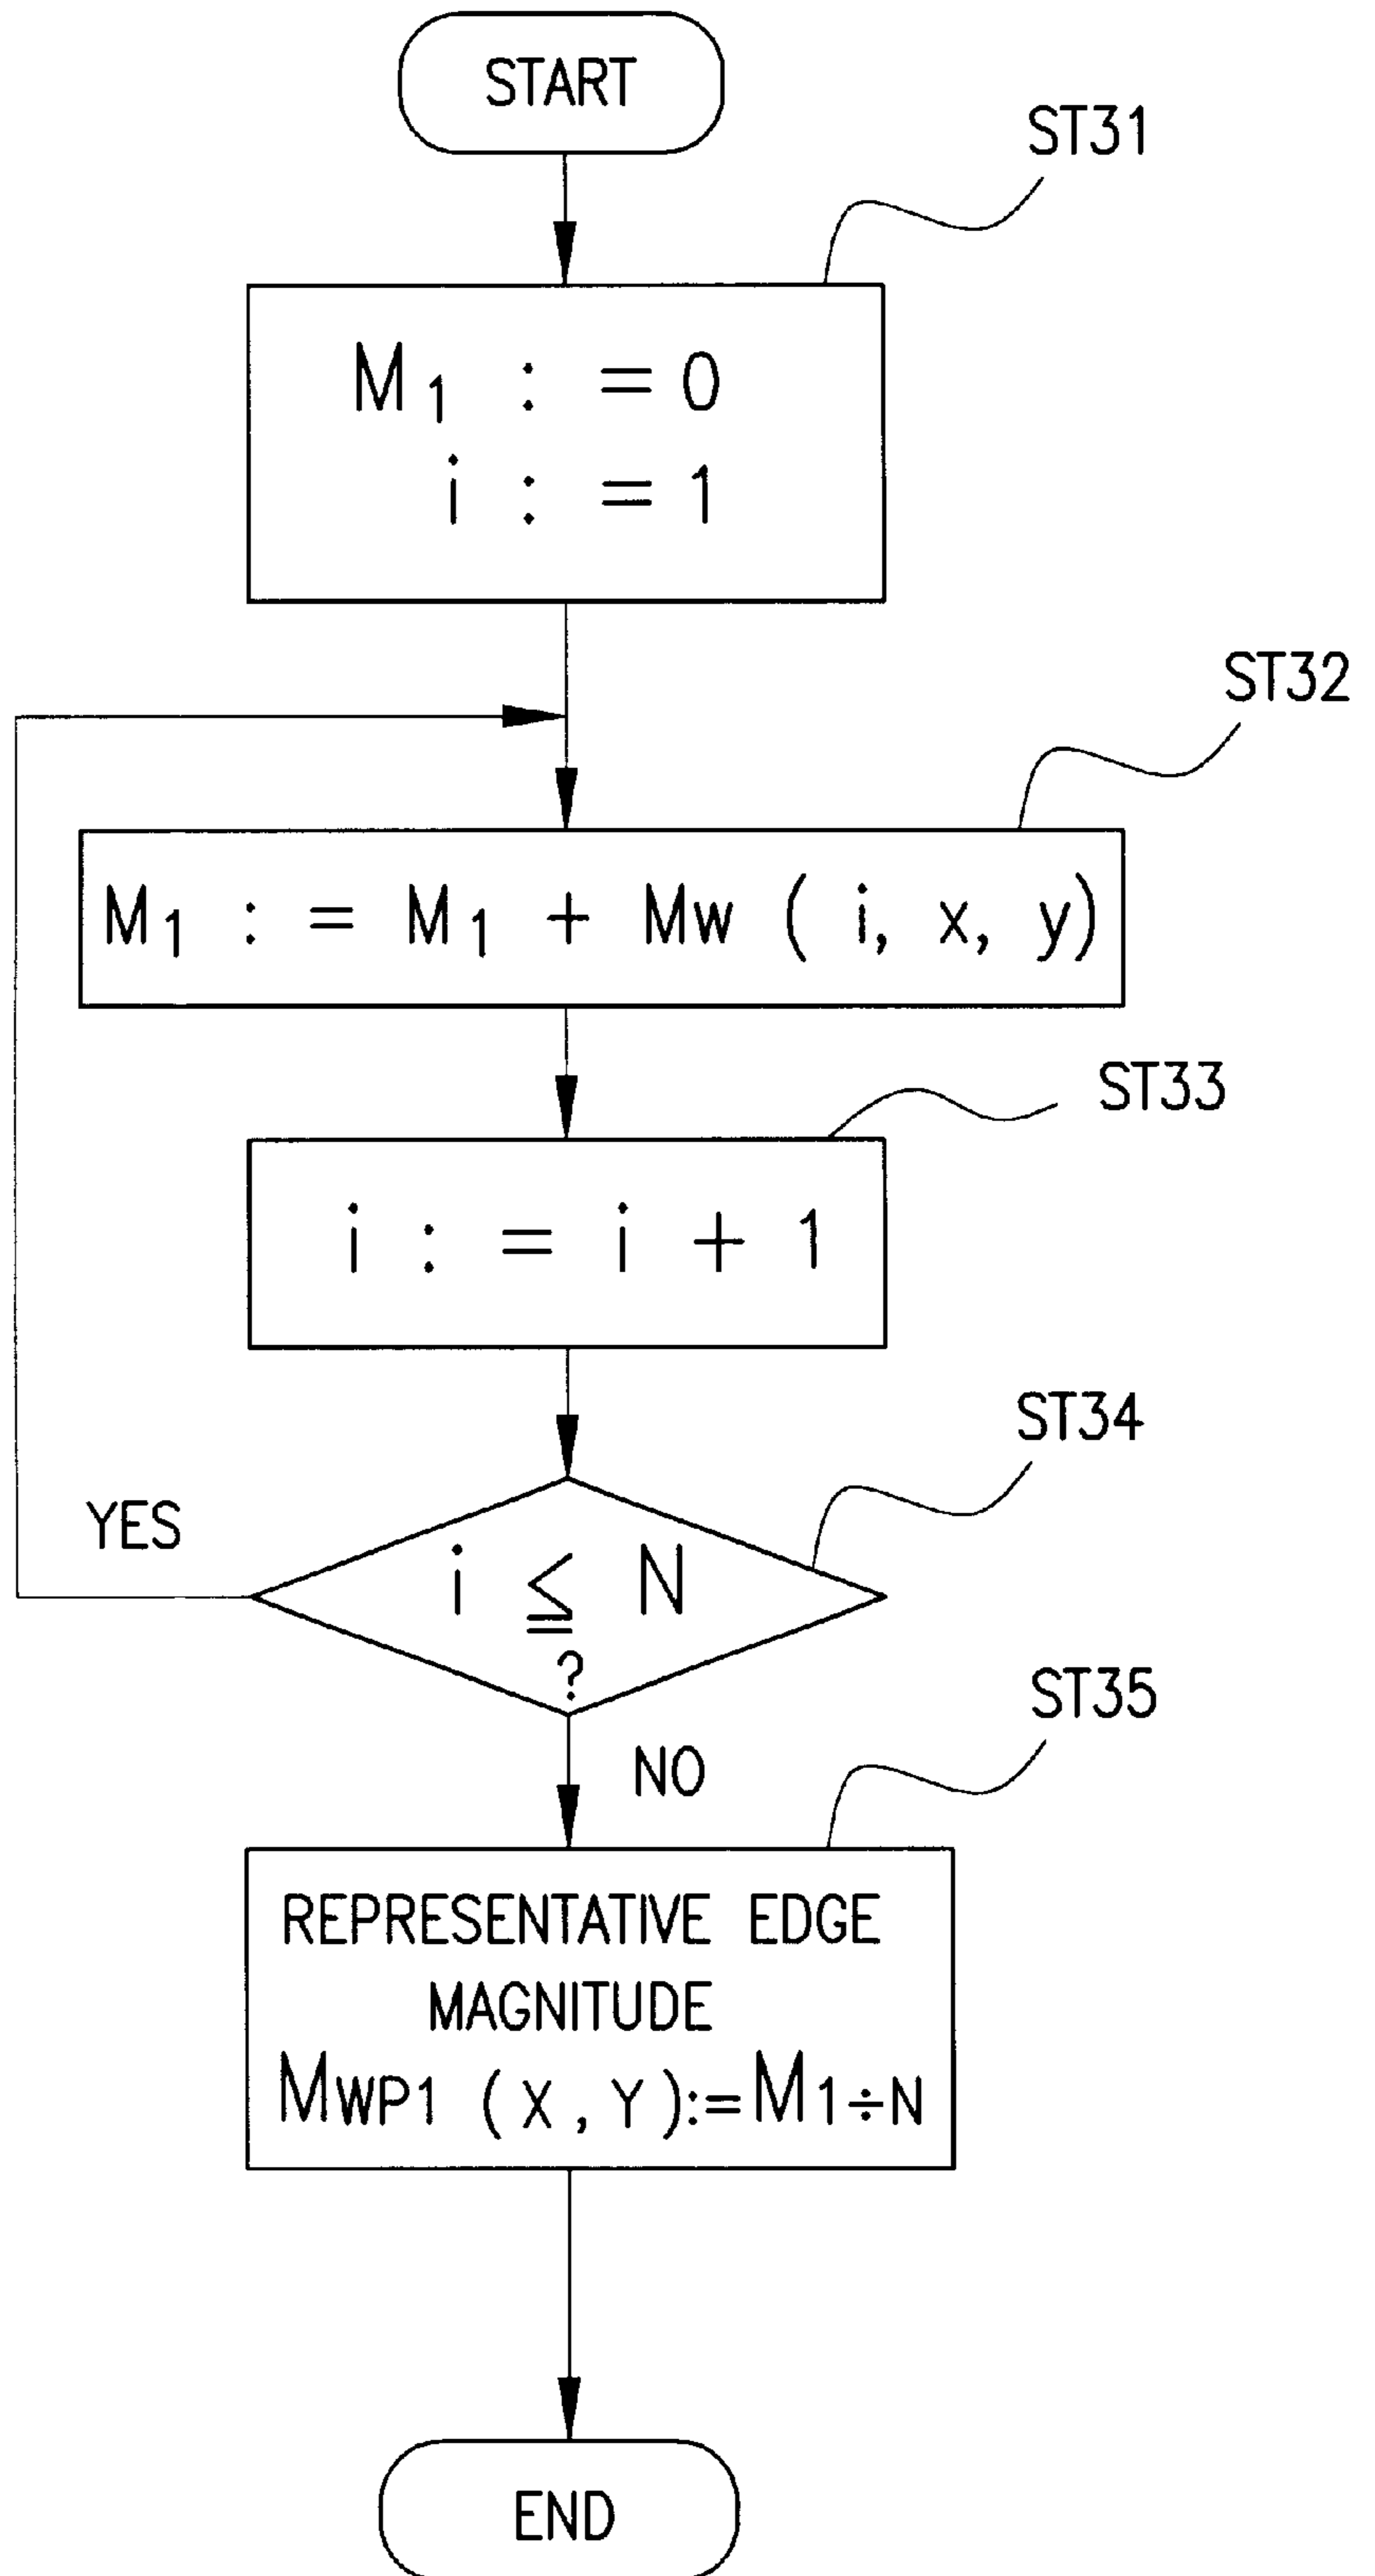 START
ST31
M1 : = 0
i : = 1
ST32
M1 : = M1 + Mw ( i, x, y)
ST33
i : = i + 1
ST34
YES
i ≦ N
?
NO
ST35
REPRESENTATIVE EDGE
MAGNITUDE
MWP1 ( X , Y ):=M1÷N
END